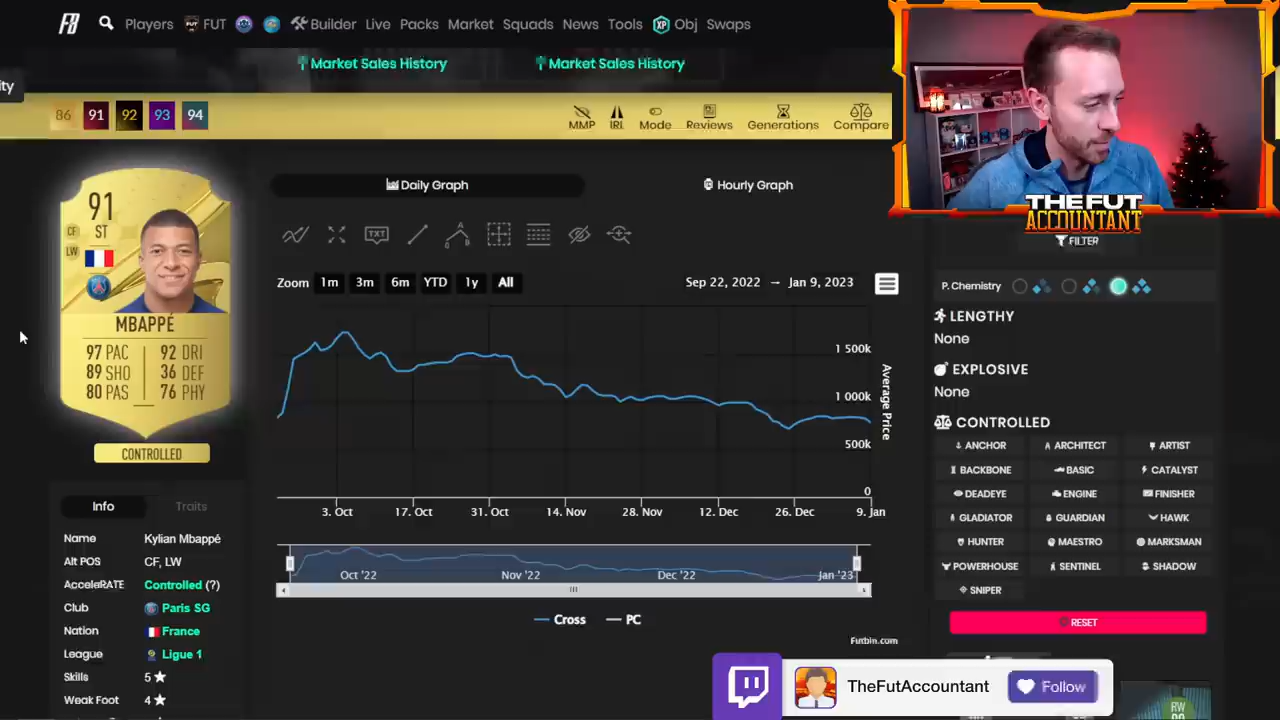 FB Players FUT Builder Live Packs Market Squads News Tools XP Obj Swaps
Market Sales History Market Sales History
ity
86 91 92 93 94
MMP IRL Mode Reviews Generations Compare
THE FUT
ACCOUNTANT
FILTER
91
ST
CF
LW
MBAPPÉ
97 PAC 92 DRI
89 SHO 36 DEF
80 PAS 76 PHY
CONTROLLED
Info Traits
Name Kylian Mbappé
Alt POS CF, LW
AcceleRATE Controlled (?)
Club Paris SG
Nation France
League Ligue 1
Skills 5
Weak Foot 4
Daily Graph Hourly Graph
TXT
Zoom 1m 3m 6m YTD 1y All
Sep 22, 2022 → Jan 9, 2023
1 500k
1 000k
500k
0
Average Price
3. Oct 17. Oct 31. Oct 14. Nov 28. Nov 12. Dec 26. Dec 9. Jan
Oct '22 Nov '22 Dec '22 Jan '23
Cross PC
Futbin.com
P. Chemistry
LENGTHY
None
EXPLOSIVE
None
CONTROLLED
ANCHOR ARCHITECT ARTIST
BACKBONE BASIC CATALYST
DEADEYE ENGINE FINISHER
GLADIATOR GUARDIAN HAWK
HUNTER MAESTRO MARKSMAN
POWERHOUSE SENTINEL SHADOW
SNIPER
RESET
TheFutAccountant Follow
RW